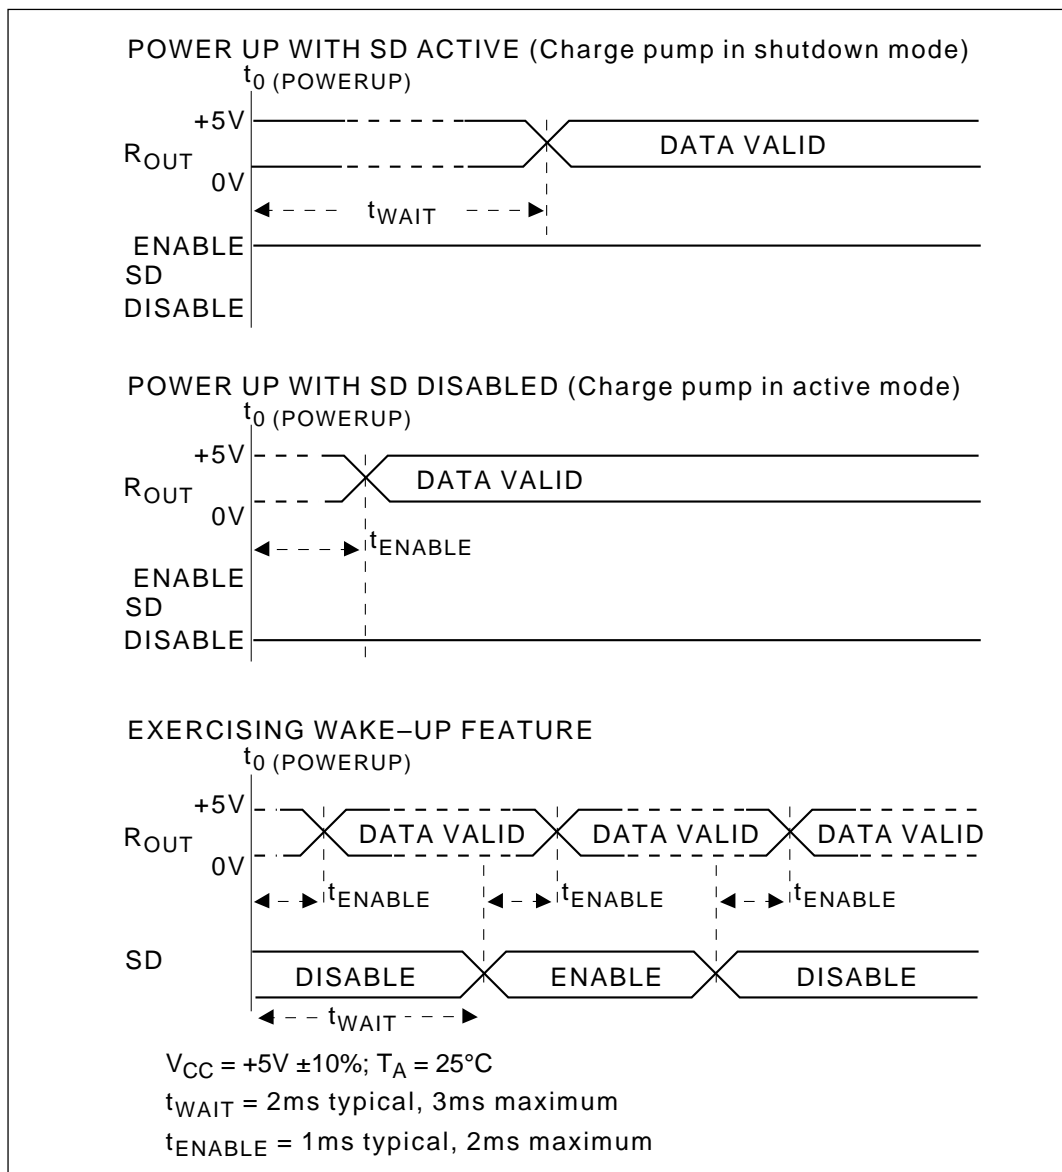 POWER UP WITH SD ACTIVE (Charge pump in shutdown mode)
t0 (POWERUP)
+5V
ROUT
DATA VALID
0V
tWAIT
ENABLE
SD
DISABLE
POWER UP WITH SD DISABLED (Charge pump in active mode)
t0 (POWERUP)
+5V
ROUT
DATA VALID
0V
tENABLE
ENABLE
SD
DISABLE
EXERCISING WAKE–UP FEATURE
t0 (POWERUP)
+5V
ROUT
DATA VALID DATA VALID DATA VALID
0V
tENABLE tENABLE tENABLE
SD
DISABLE ENABLE DISABLE
tWAIT
VCC = +5V ±10%; TA = 25°C
tWAIT = 2ms typical, 3ms maximum
tENABLE = 1ms typical, 2ms maximum